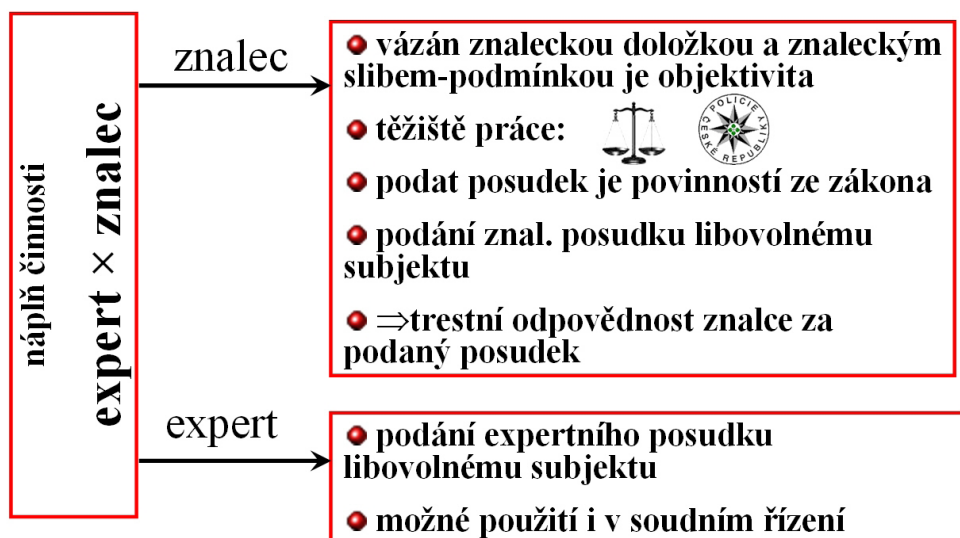 náplň činnosti
expert × znalec
znalec
vázán znaleckou doložkou a znaleckým
slibem-podmínkou je objektivita
těžiště práce:
POLICIE
ČESKÉ REPUBLIKY
podat posudek je povinností ze zákona
podání znal. posudku libovolnému
subjektu
⇒trestní odpovědnost znalce za
podaný posudek
expert
podání expertního posudku
libovolnému subjektu
možné použití i v soudním řízení